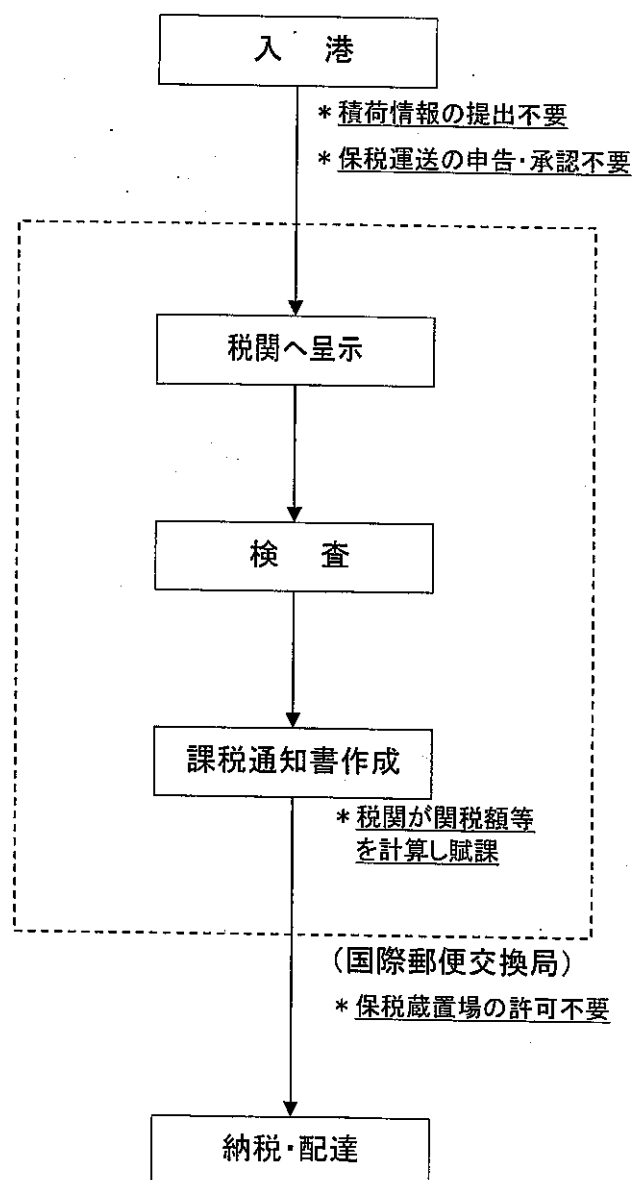 入　港
＊積荷情報の提出不要
＊保税運送の申告・承認不要
税関へ呈示
検　査
課税通知書作成
＊税関が関税額等
を計算し賦課
（国際郵便交換局）
＊保税蔵置場の許可不要
納税・配達